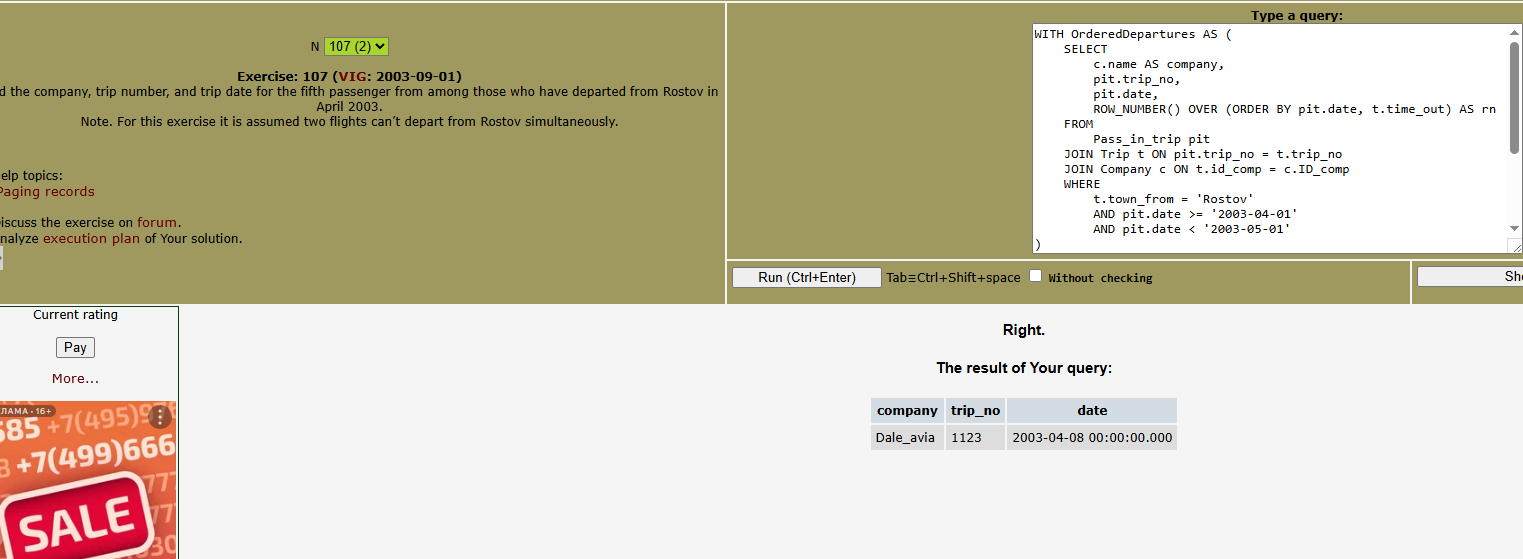 N 107 (2)
Exercise: 107 (VIG: 2003-09-01)
d the company, trip number, and trip date for the fifth passenger from among those who have departed from Rostov in
April 2003.
Note. For this exercise it is assumed two flights can't depart from Rostov simultaneously.
elp topics:
Paging records
iscuss the exercise on forum.
nalyze execution plan of Your solution.
Type a query:
WITH OrderedDepartures AS (
SELECT
c.name AS company,
pit.trip_no,
pit.date,
ROW_NUMBER() OVER (ORDER BY pit.date, t.time_out) AS rn
FROM
Pass_in_trip pit
JOIN Trip t ON pit.trip_no = t.trip_no
JOIN Company c ON t.id_comp = c.ID_comp
WHERE
t.town_from = 'Rostov'
AND pit.date >= '2003-04-01'
AND pit.date < '2003-05-01'
)
Run (Ctrl+Enter) Tab≡Ctrl+Shift+space Without checking
Sh
Current rating
Pay
More...
ЛАМА • 16+
685 +7(495)976
+7(499)666
SALE
Right.
The result of Your query:
company trip_no date
Dale_avia 1123 2003-04-08 00:00:00.000